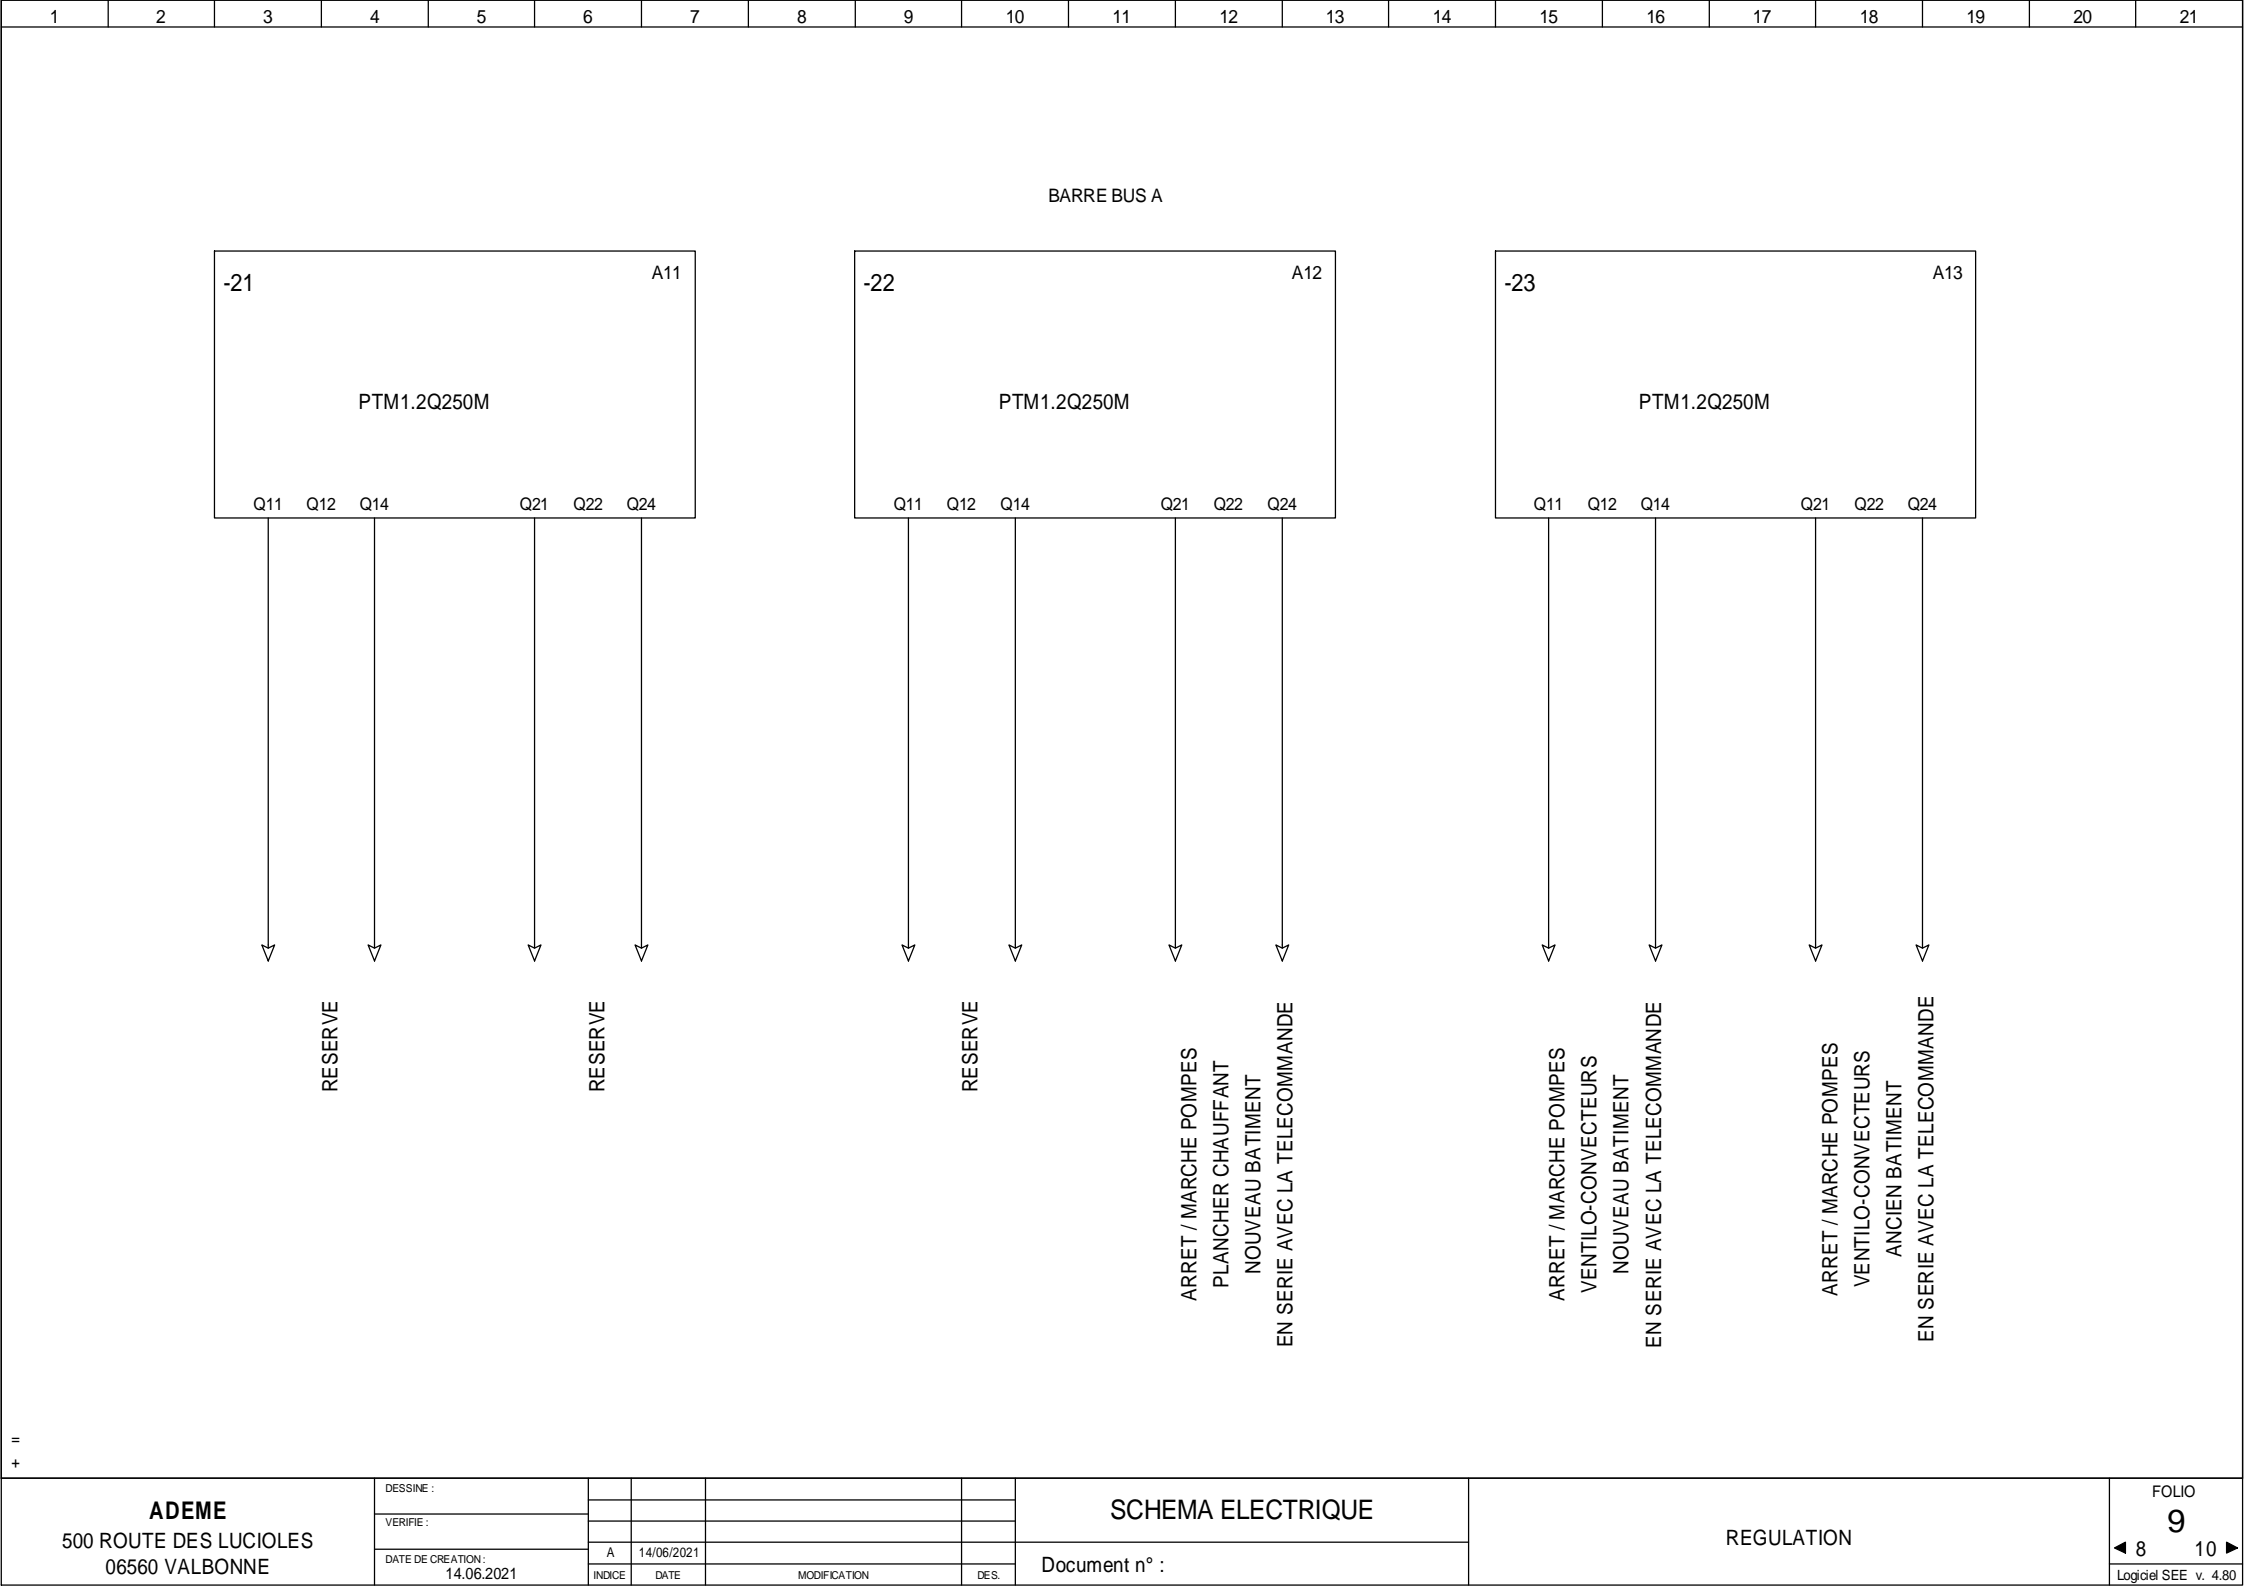 1 2 3 4 5 6 7 8 9 10 11 12 13 14 15 16 17 18 19 20 21
BARRE BUS A
-21 A11
PTM1.2Q250M
Q11 Q12 Q14 Q21 Q22 Q24
RESERVE
RESERVE
-22 A12
PTM1.2Q250M
Q11 Q12 Q14 Q21 Q22 Q24
RESERVE
ARRET / MARCHE POMPES
PLANCHER CHAUFFANT
NOUVEAU BATIMENT
EN SERIE AVEC LA TELECOMMANDE
-23 A13
PTM1.2Q250M
Q11 Q12 Q14 Q21 Q22 Q24
ARRET / MARCHE POMPES
VENTILO-CONVECTEURS
NOUVEAU BATIMENT
EN SERIE AVEC LA TELECOMMANDE
ARRET / MARCHE POMPES
VENTILO-CONVECTEURS
ANCIEN BATIMENT
EN SERIE AVEC LA TELECOMMANDE
=
+
ADEME
500 ROUTE DES LUCIOLES
06560 VALBONNE
DESSINE :
VERIFIE :
DATE DE CREATION :
14.06.2021
A 14/06/2021
INDICE DATE MODIFICATION DES.
SCHEMA ELECTRIQUE
Document n° :
REGULATION
FOLIO
9
◄ 8 10 ►
Logiciel SEE v. 4.80